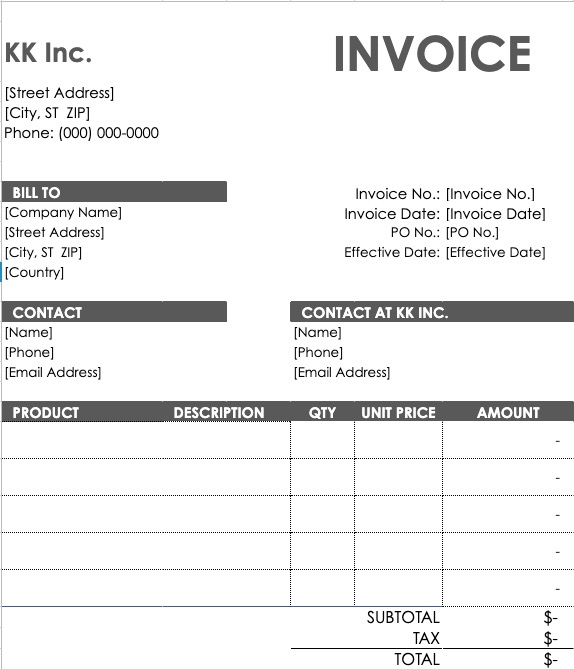 KK Inc.
INVOICE
[Street Address]
[City, ST  ZIP]
Phone: (000) 000-0000
BILL TO
[Company Name]
[Street Address]
[City, ST  ZIP]
[Country]
Invoice No.: [Invoice No.]
Invoice Date: [Invoice Date]
PO No.: [PO No.]
Effective Date: [Effective Date]
CONTACT
[Name]
[Phone]
[Email Address]
CONTACT AT KK INC.
[Name]
[Phone]
[Email Address]
PRODUCT DESCRIPTION QTY UNIT PRICE AMOUNT
-
-
-
-
-
SUBTOTAL $-
TAX $-
TOTAL $-